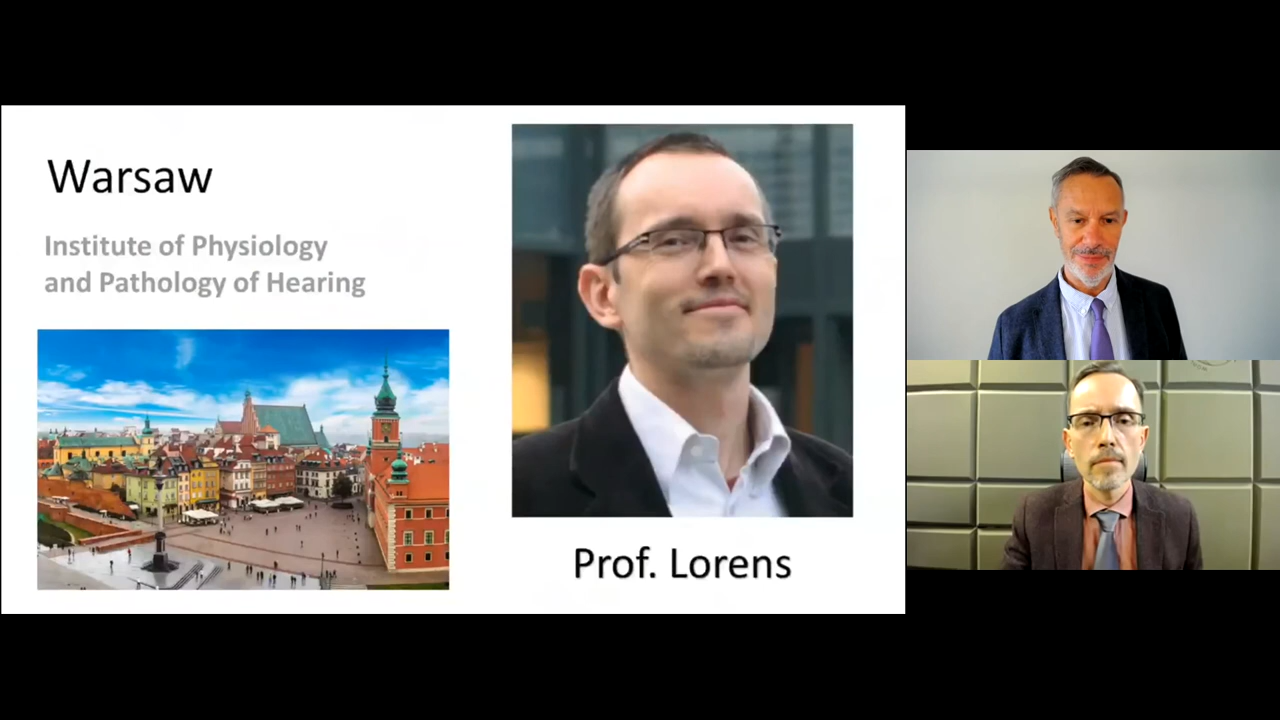 Warsaw
Institute of Physiology
and Pathology of Hearing
Prof. Lorens